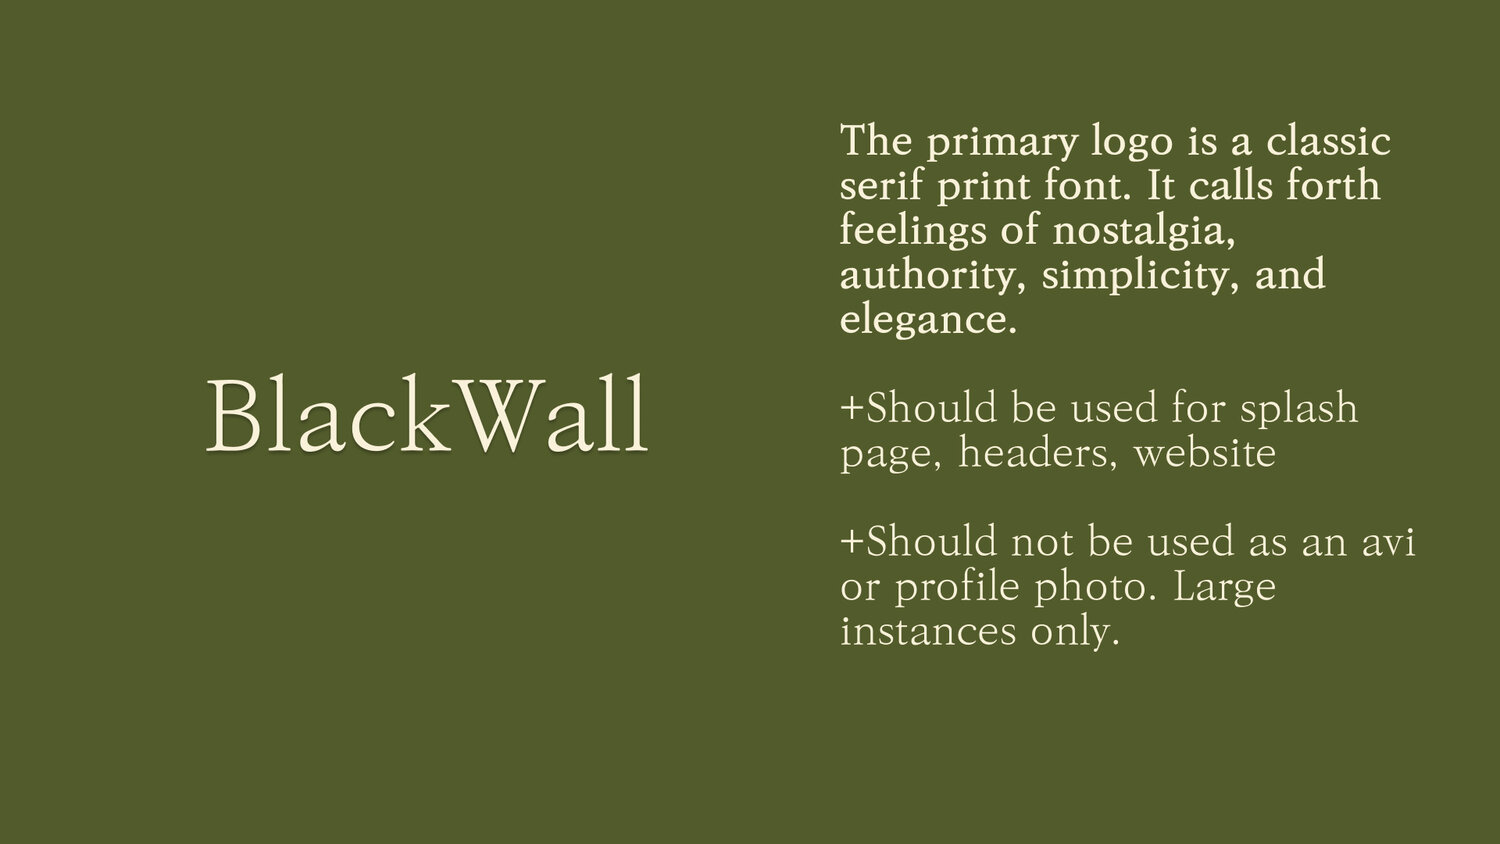 BlackWall
The primary logo is a classic
serif print font. It calls forth
feelings of nostalgia,
authority, simplicity, and
elegance.
+Should be used for splash
page, headers, website
+Should not be used as an avi
or profile photo. Large
instances only.